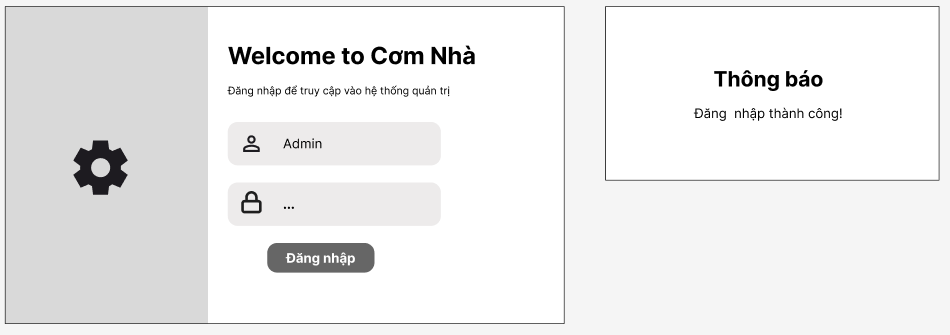 Welcome to Cơm Nhà
Đăng nhập để truy cập vào hệ thống quản trị
Admin
...
Đăng nhập
Thông báo
Đăng nhập thành công!